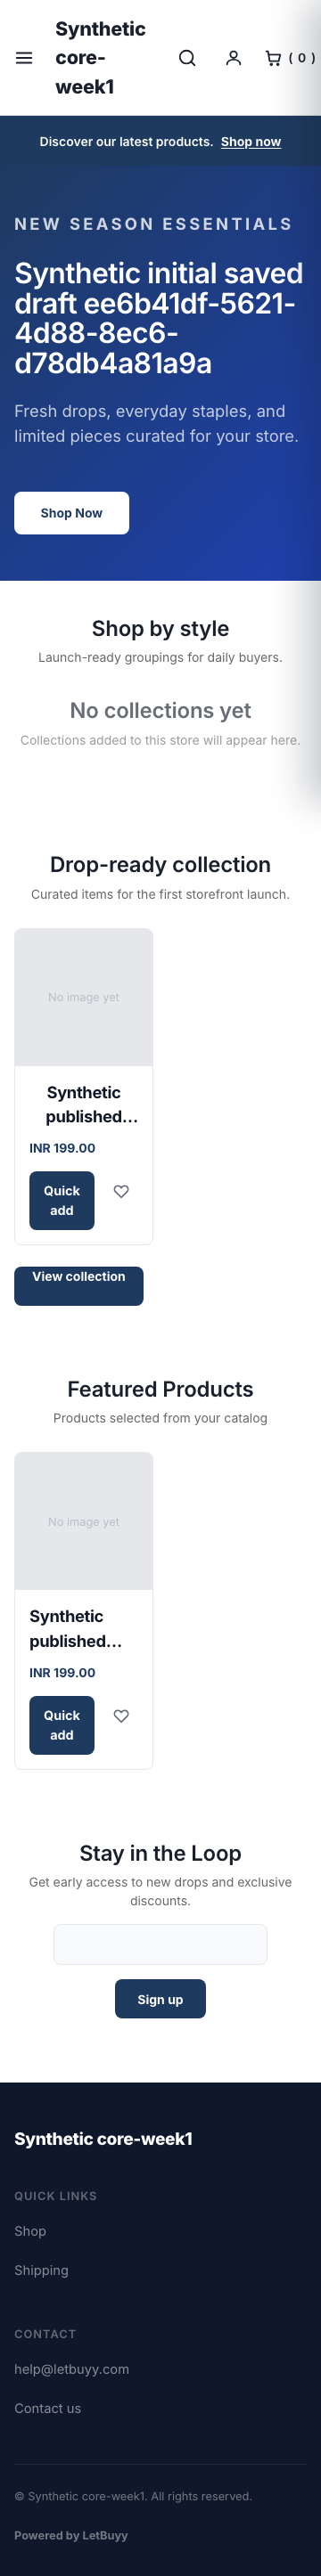 Synthetic
core-
week1
( 0 )
Discover our latest products. Shop now
NEW SEASON ESSENTIALS
Synthetic initial saved
draft ee6b41df-5621-
4d88-8ec6-
d78db4a81a9a
Fresh drops, everyday staples, and
limited pieces curated for your store.
Shop Now
Shop by style
Launch-ready groupings for daily buyers.
No collections yet
Collections added to this store will appear here.
Drop-ready collection
Curated items for the first storefront launch.
No image yet
Synthetic
published...
INR 199.00
Quick
add
View collection
Featured Products
Products selected from your catalog
No image yet
Synthetic
published...
INR 199.00
Quick
add
Stay in the Loop
Get early access to new drops and exclusive
discounts.
Sign up
Synthetic core-week1
QUICK LINKS
Shop
Shipping
CONTACT
help@letbuyy.com
Contact us
© Synthetic core-week1. All rights reserved.
Powered by LetBuyy